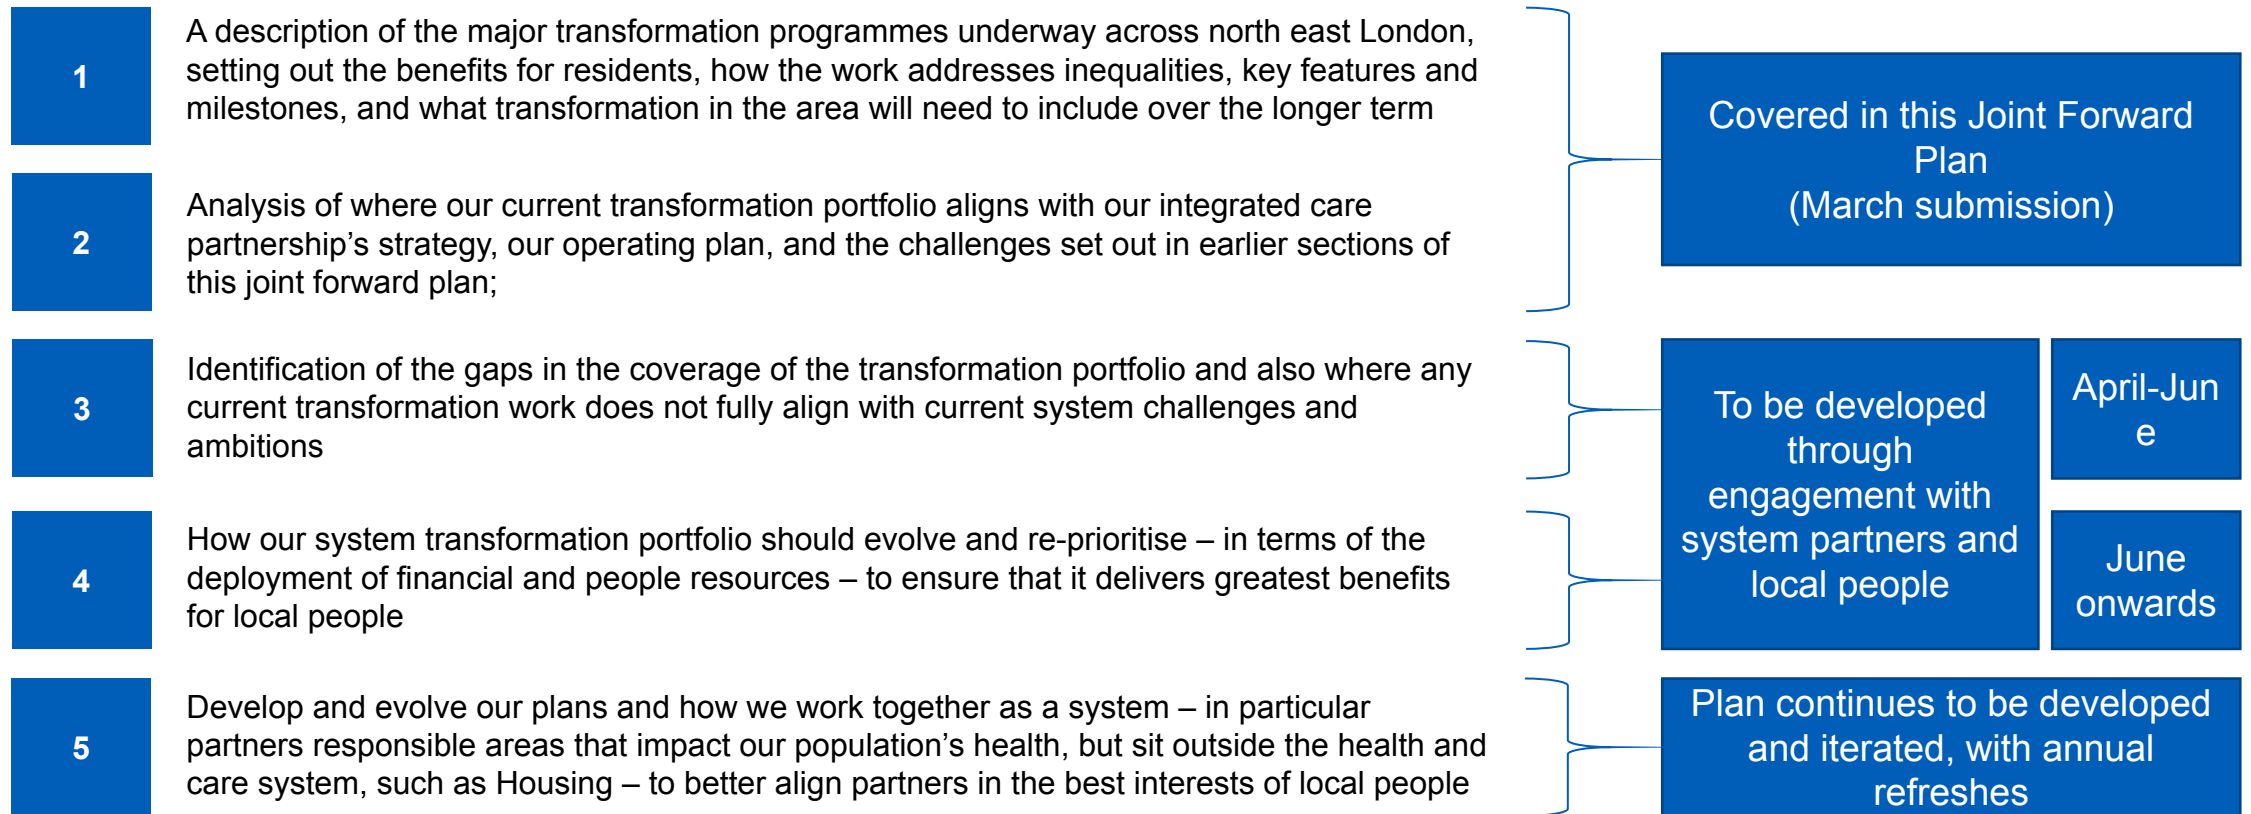 1
A description of the major transformation programmes underway across north east London,
setting out the benefits for residents, how the work addresses inequalities, key features and
milestones, and what transformation in the area will need to include over the longer term
2
Analysis of where our current transformation portfolio aligns with our integrated care
partnership’s strategy, our operating plan, and the challenges set out in earlier sections of
this joint forward plan;
Covered in this Joint Forward
Plan
(March submission)
3
Identification of the gaps in the coverage of the transformation portfolio and also where any
current transformation work does not fully align with current system challenges and
ambitions
4
How our system transformation portfolio should evolve and re-prioritise – in terms of the
deployment of financial and people resources – to ensure that it delivers greatest benefits
for local people
To be developed
through
engagement with
system partners and
local people
April-Jun
e
June
onwards
5
Develop and evolve our plans and how we work together as a system – in particular
partners responsible areas that impact our population’s health, but sit outside the health and
care system, such as Housing – to better align partners in the best interests of local people
Plan continues to be developed
and iterated, with annual
refreshes